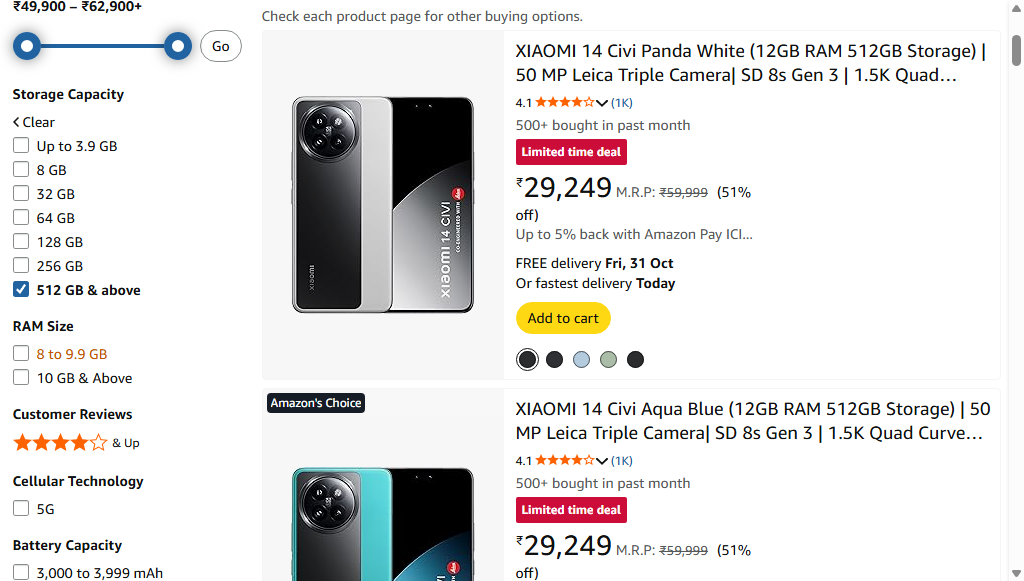 ₹49,900 – ₹62,900+
Go
Storage Capacity
Clear
Up to 3.9 GB
8 GB
32 GB
64 GB
128 GB
256 GB
512 GB & above
RAM Size
8 to 9.9 GB
10 GB & Above
Customer Reviews
& Up
Cellular Technology
5G
Battery Capacity
3,000 to 3,999 mAh
Check each product page for other buying options.
XIAOMI 14 CIVI
CO-ENGINEERED WITH
xiaomi
XIAOMI 14 Civi Panda White (12GB RAM 512GB Storage) |
50 MP Leica Triple Camera| SD 8s Gen 3 | 1.5K Quad…
4.1 (1K)
500+ bought in past month
Limited time deal
₹29,249 M.R.P: ₹59,999 (51%
off)
Up to 5% back with Amazon Pay ICI…
FREE delivery Fri, 31 Oct
Or fastest delivery Today
Add to cart
Amazon's Choice
XIAOMI 14 Civi Aqua Blue (12GB RAM 512GB Storage) | 50
MP Leica Triple Camera| SD 8s Gen 3 | 1.5K Quad Curve…
4.1 (1K)
500+ bought in past month
Limited time deal
₹29,249 M.R.P: ₹59,999 (51%
off)